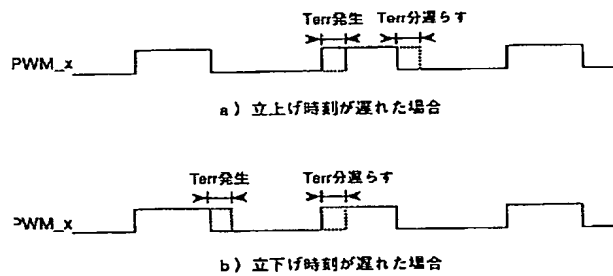 Terr発生 Terr分遅らす
PWM_x
a）立上げ時刻が遅れた場合
Terr発生 Terr分遅らす
PWM_x
b）立下げ時刻が遅れた場合